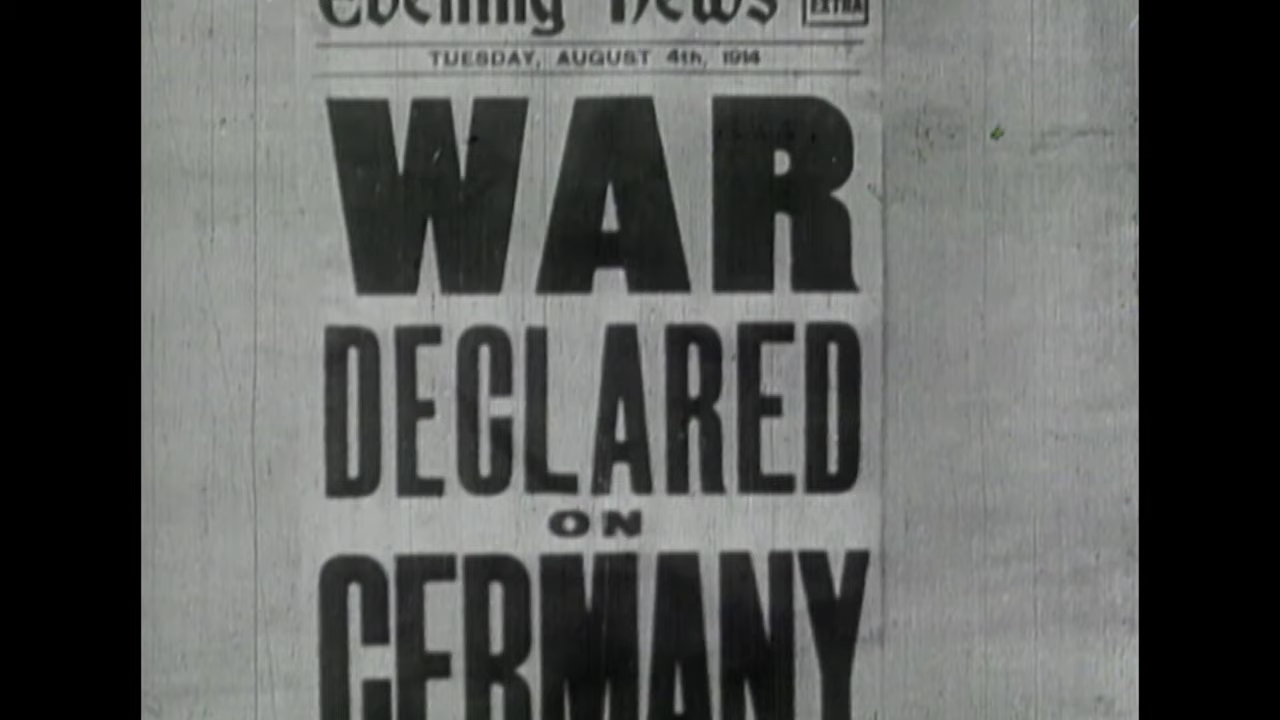 Evening News
EXTRA
TUESDAY, AUGUST 4th, 1914
WAR
DECLARED
ON
GERMANY